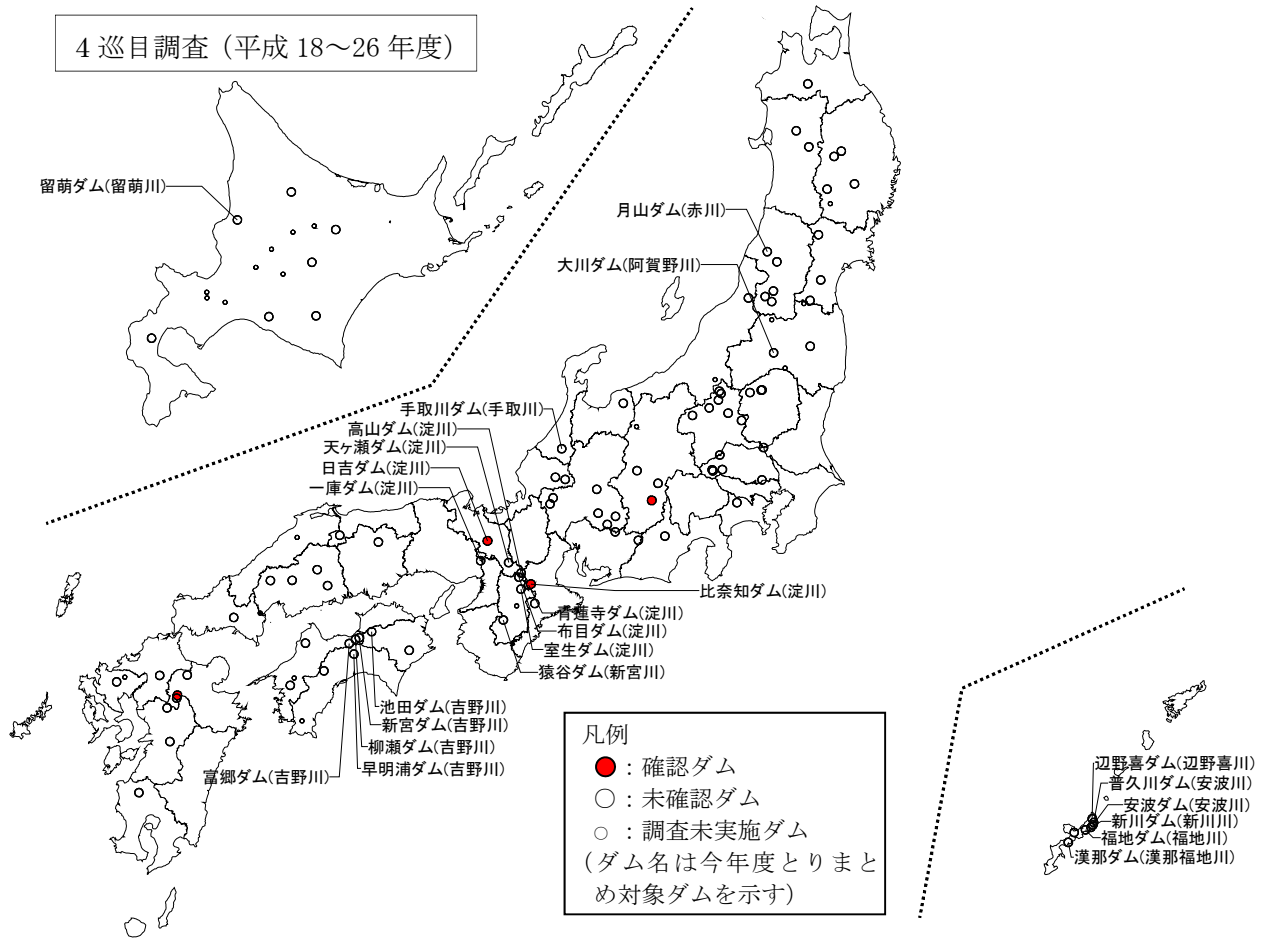 4巡目調査(平成 18~26 年度)
留萌ダム(留萌川)
月山ダム(赤川)
大川ダム(阿賀野川)
手取川ダム(手取川)
高山ダム(淀川)
天ヶ瀬ダム(淀川)
日吉ダム(淀川)
一庫ダム(淀川)
比奈知ダム(淀川)
青蓮寺ダム(淀川)
布目ダム(淀川)
室生ダム(淀川)
猿谷ダム(新宮川)
池田ダム(吉野川)
新宮ダム(吉野川)
柳瀬ダム(吉野川)
早明浦ダム(吉野川)
富郷ダム(吉野川)
凡例
:確認ダム
:未確認ダム
:調査未実施ダム
(ダム名は今年度とりまと
め対象ダムを示す)
辺野喜ダム(辺野喜川)
普久川ダム(安波川)
安波ダム(安波川)
新川ダム(新川川)
福地ダム(福地川)
漢那ダム(漢那福地川)